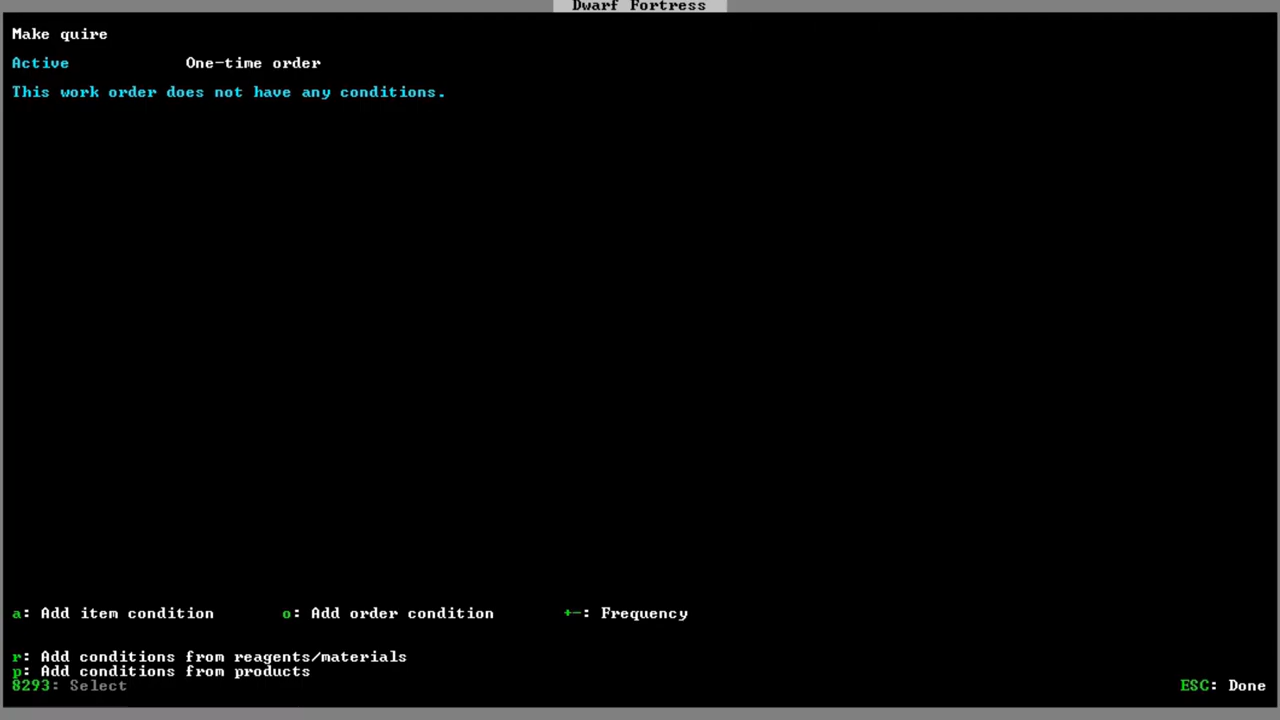 Dwarf Fortress
Make quire
Active One-time order
This work order does not have any conditions.
a: Add item condition o: Add order condition +-: Frequency
r: Add conditions from reagents/materials
p: Add conditions from products
8293: Select ESC: Done